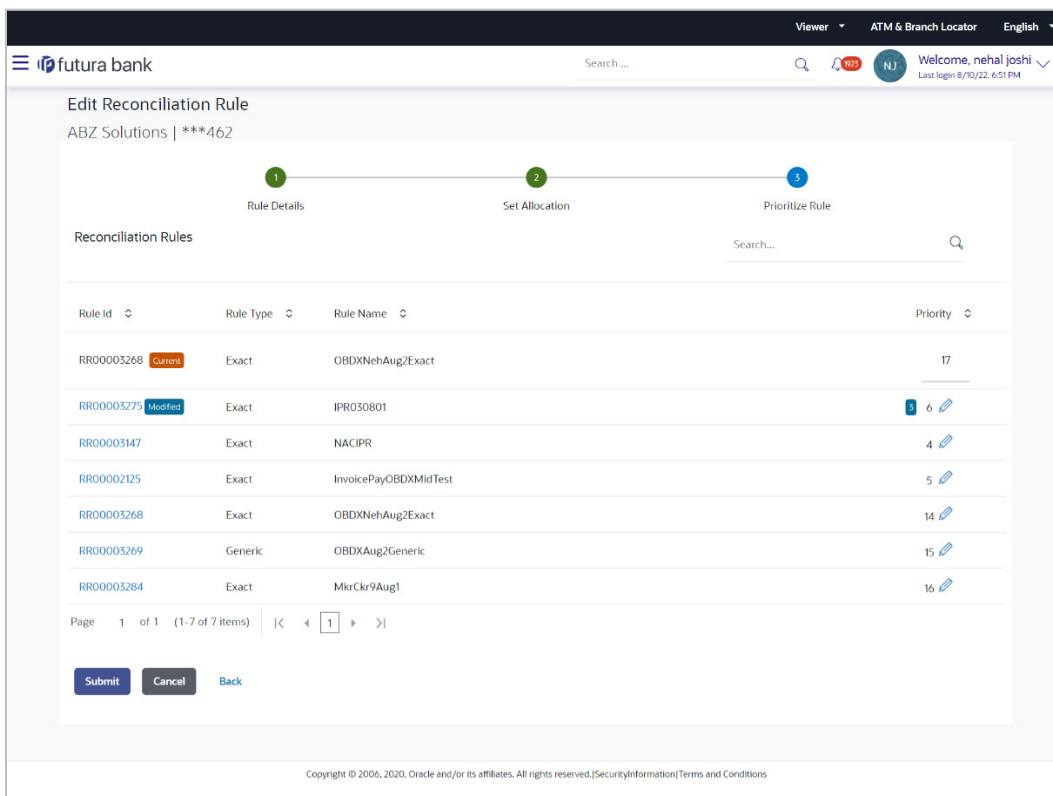 Viewer ATM & Branch Locator English
futura bank Search ... 1923 NJ Welcome, nehal joshi
Last login 8/10/22, 6:51 PM
Edit Reconciliation Rule
ABZ Solutions | ***462
1 2 3
Rule Details Set Allocation Prioritize Rule
Reconciliation Rules Search...
Rule Id Rule Type Rule Name Priority
RR00003268 Current Exact OBDXNehAug2Exact 17
RR00003275 Modified Exact IPR030801 3 6
RR00003147 Exact NACIPR 4
RR00002125 Exact InvoicePayOBDXMidTest 5
RR00003268 Exact OBDXNehAug2Exact 14
RR00003269 Generic OBDXAug2Generic 15
RR00003284 Exact MkrCkr9Aug1 16
Page 1 of 1 (1-7 of 7 items) 1
Submit Cancel Back
Copyright © 2006, 2020, Oracle and/or its affiliates. All rights reserved.|SecurityInformation|Terms and Conditions